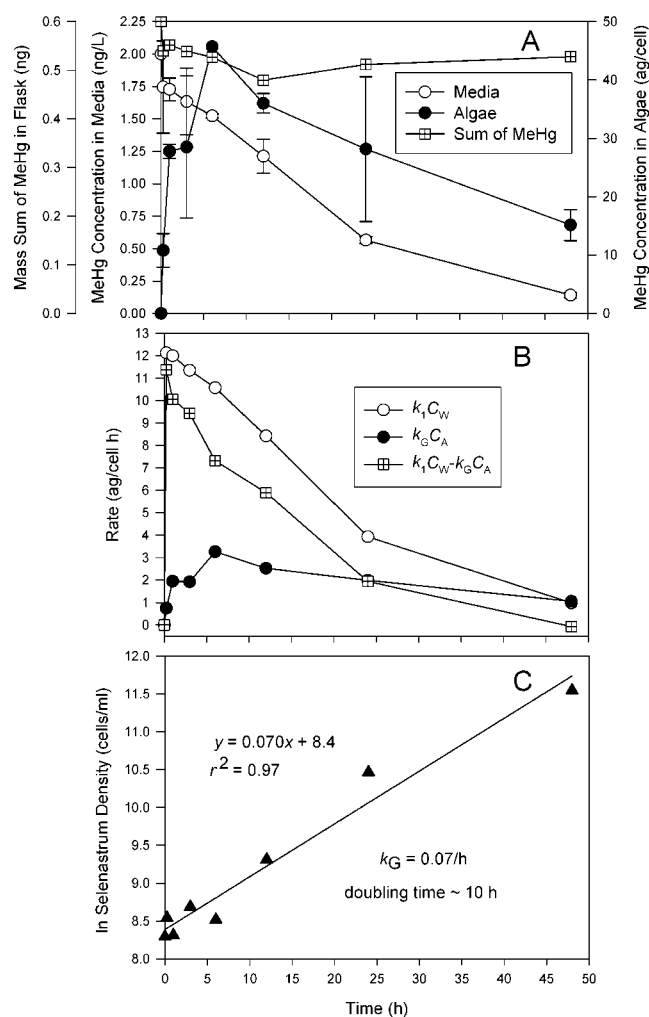 Mass Sum of MeHg in Flask (ng)
0.6
0.5
0.4
0.3
0.2
0.1
0.0
MeHg Concentration in Media (ng/L)
2.25
2.00
1.75
1.50
1.25
1.00
0.75
0.50
0.25
0.00
A
Media
Algae
Sum of MeHg
50
40
30
20
10
0
MeHg Concentration in Algae (ag/cell)
Rate (ag/cell h)
13
12
11
10
9
8
7
6
5
4
3
2
1
0
B
k₁C_W
k_GC_A
k₁C_W-k_GC_A
ln Selenastrum Density (cells/ml)
12.0
11.5
11.0
10.5
10.0
9.5
9.0
8.5
8.0
C
y = 0.070x + 8.4
r² = 0.97
k_G = 0.07/h
doubling time ~ 10 h
0 5 10 15 20 25 30 35 40 45 50
Time (h)